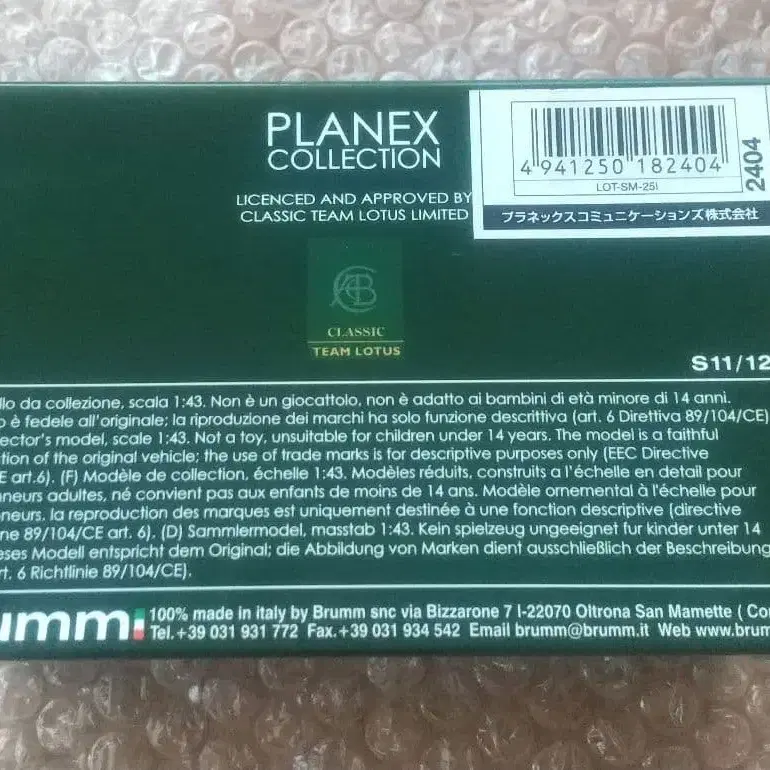 PLANEX
COLLECTION
LICENCED AND APPROVED BY
CLASSIC TEAM LOTUS LIMITED
4 941250 182404
LOT-SM-25I
2404
プラネックスコミュニケーションズ株式会社
CLASSIC
TEAM LOTUS
S11/12
llo da collezione, scala 1:43. Non è un giocattolo, non è adatto ai bambini di età minore di 14 anni.
o è fedele all'originale; la riproduzione dei marchi ha solo funzione descrittiva (art. 6 Direttiva 89/104/CE)
ector's model, scale 1:43. Not a toy, unsuitable for children under 14 years. The model is a faithful
tion of the original vehicle; the use of trade marks is for descriptive purposes only (EEC Directive
E art.6). (F) Modèle de collection, échelle 1:43. Modèles réduits, construits a l'échelle en detail pour
nneurs adultes, né convient pas aux enfants de moins de 14 ans. Modèle ornemental à l'échelle pour
nneurs, la reproduction des marques est uniquement destinée à une fonction descriptive (directive
ne 89/104/CE art. 6). (D) Sammlermodel, masstab 1:43. Kein spielzeug ungeeignet fur kinder unter 14
eses Modell entspricht dem Original; die Abbildung von Marken dient ausschließlich der Beschreibung
rt. 6 Richtlinie 89/104/CE).
umm
100% made in italy by Brumm snc via Bizzarone 7 I-22070 Oltrona San Mamette ( Co
Tel.+39 031 931 772 Fax.+39 031 934 542 Email brumm@brumm.it Web www.brum